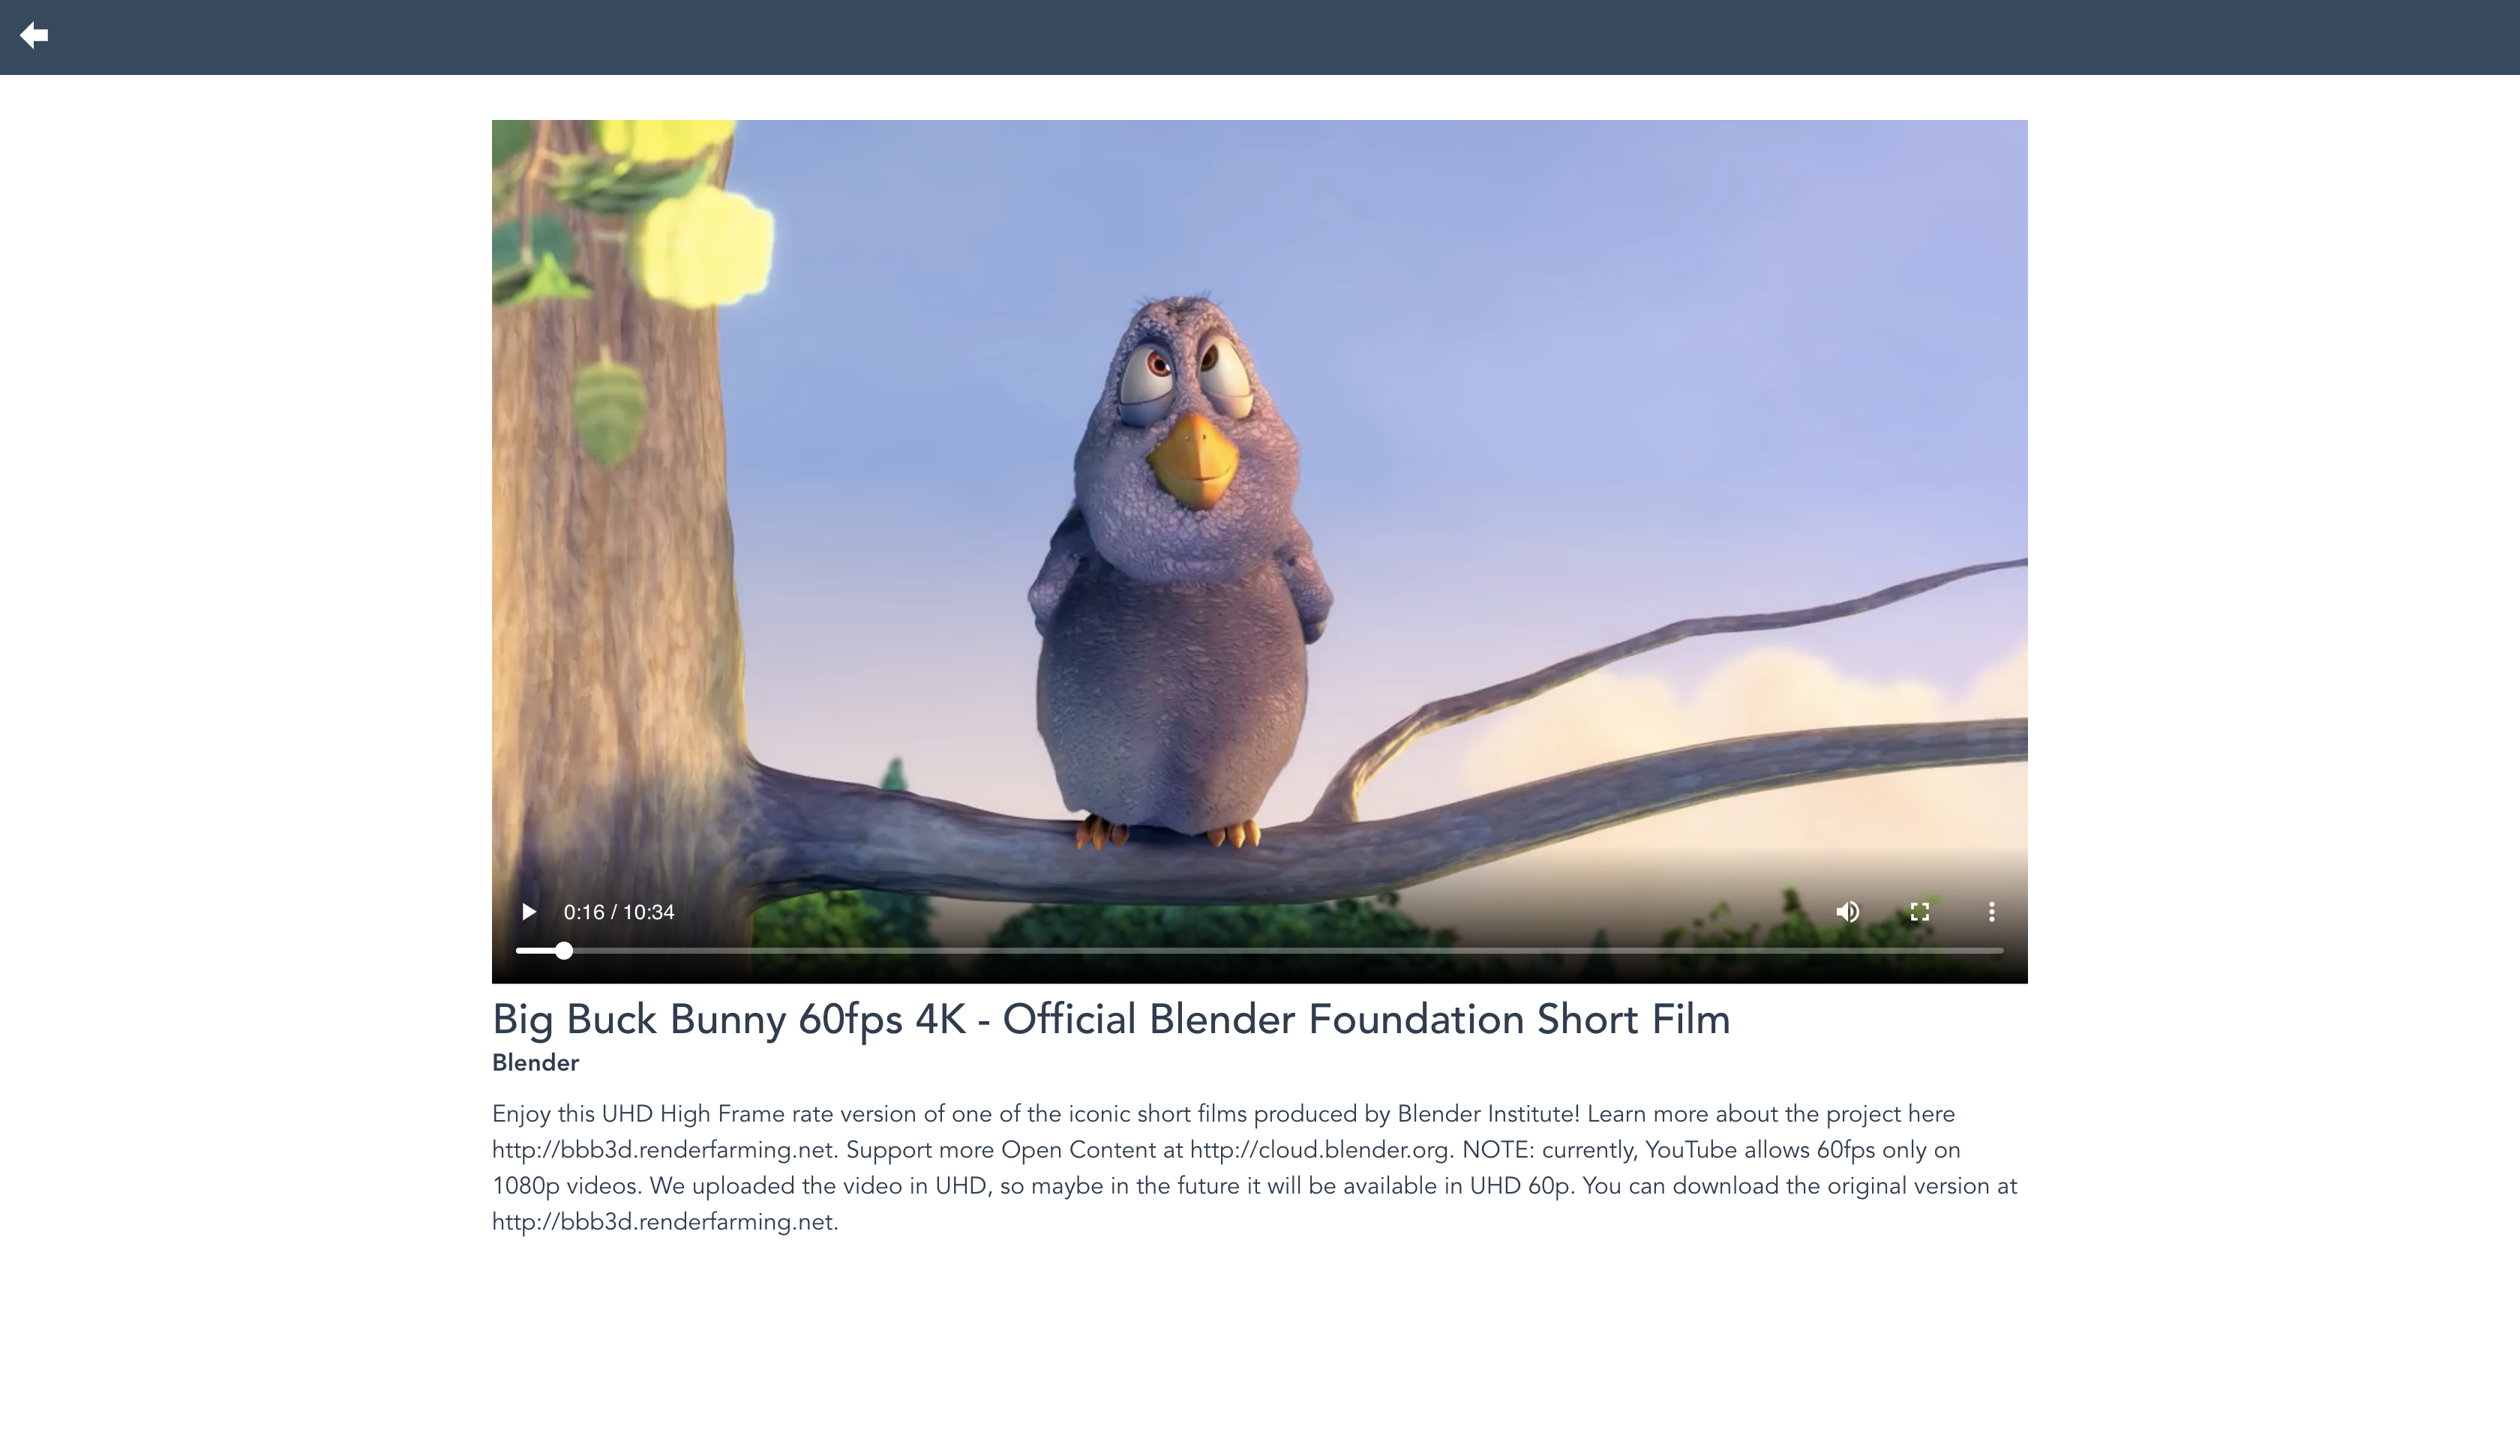 0:16 / 10:34
Big Buck Bunny 60fps 4K - Official Blender Foundation Short Film
Blender
Enjoy this UHD High Frame rate version of one of the iconic short films produced by Blender Institute! Learn more about the project here
http://bbb3d.renderfarming.net. Support more Open Content at http://cloud.blender.org. NOTE: currently, YouTube allows 60fps only on
1080p videos. We uploaded the video in UHD, so maybe in the future it will be available in UHD 60p. You can download the original version at
http://bbb3d.renderfarming.net.